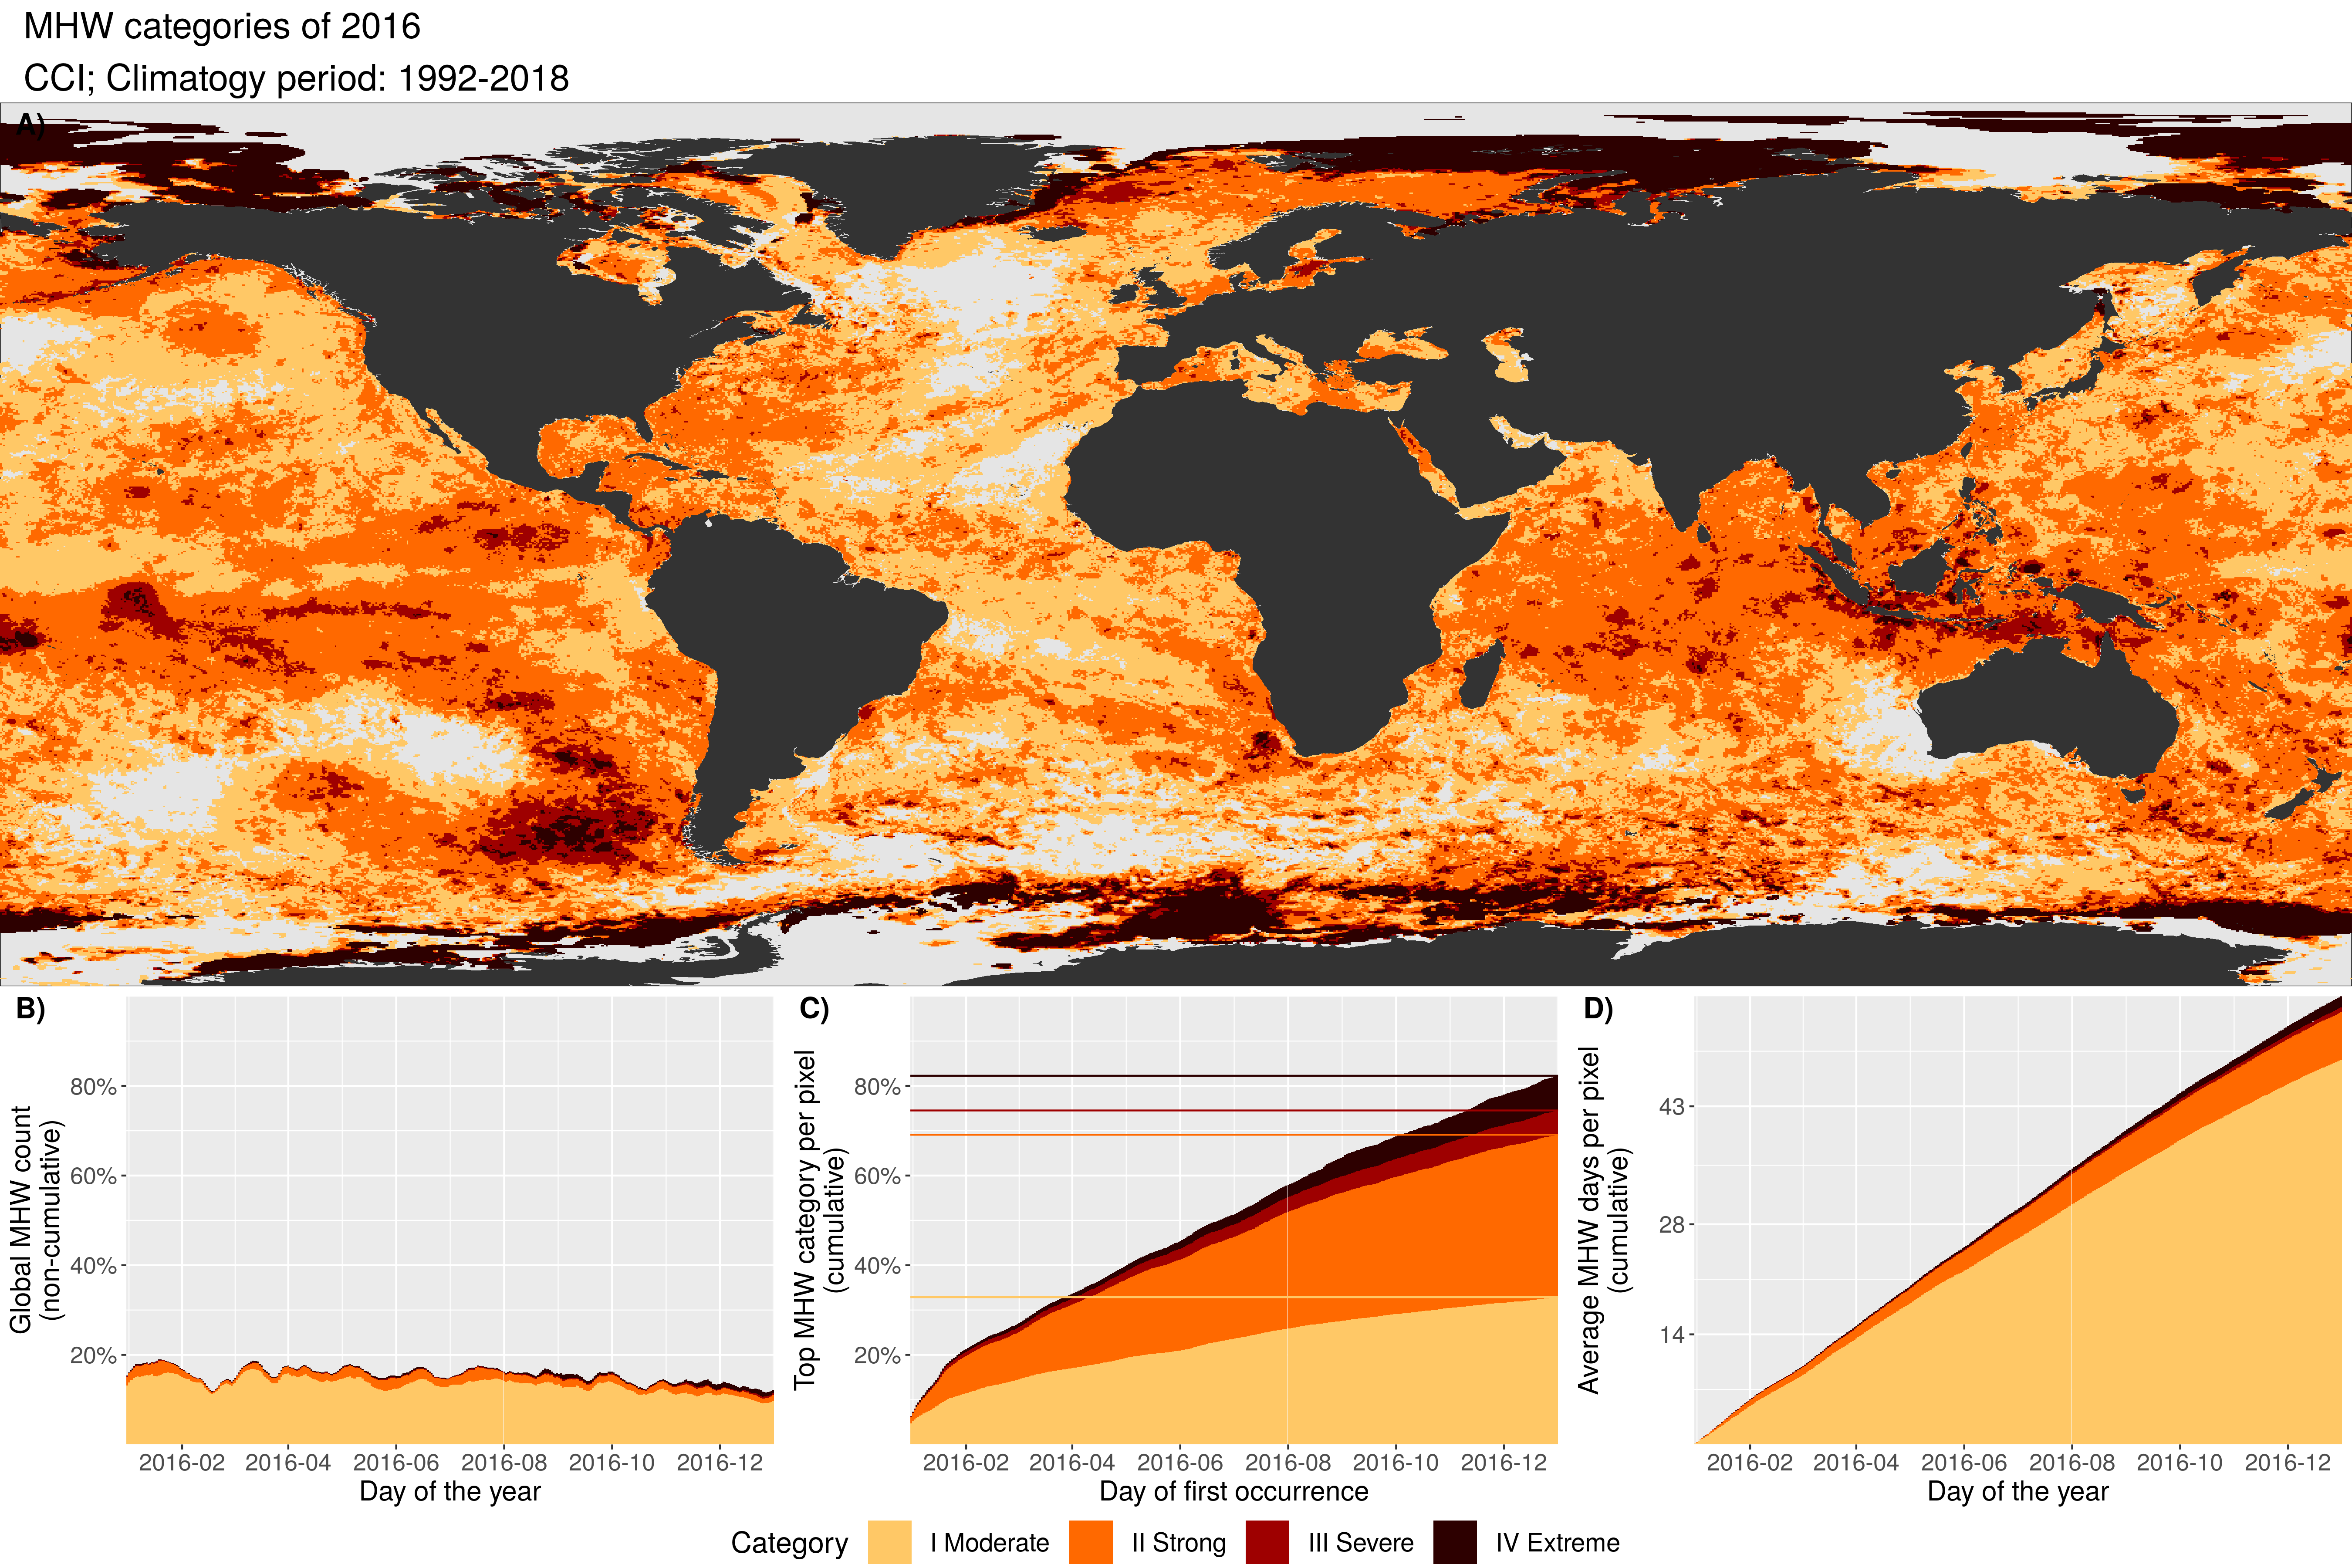 MHW categories of 2016
CCI; Climatogy period: 1992-2018
A)
B)
Global MHW count
(non-cumulative)
80%
60%
40%
20%
2016-02 2016-04 2016-06 2016-08 2016-10 2016-12
Day of the year
C)
Top MHW category per pixel
(cumulative)
80%
60%
40%
20%
2016-02 2016-04 2016-06 2016-08 2016-10 2016-12
Day of first occurrence
D)
Average MHW days per pixel
(cumulative)
43
28
14
2016-02 2016-04 2016-06 2016-08 2016-10 2016-12
Day of the year
Category I Moderate II Strong III Severe IV Extreme